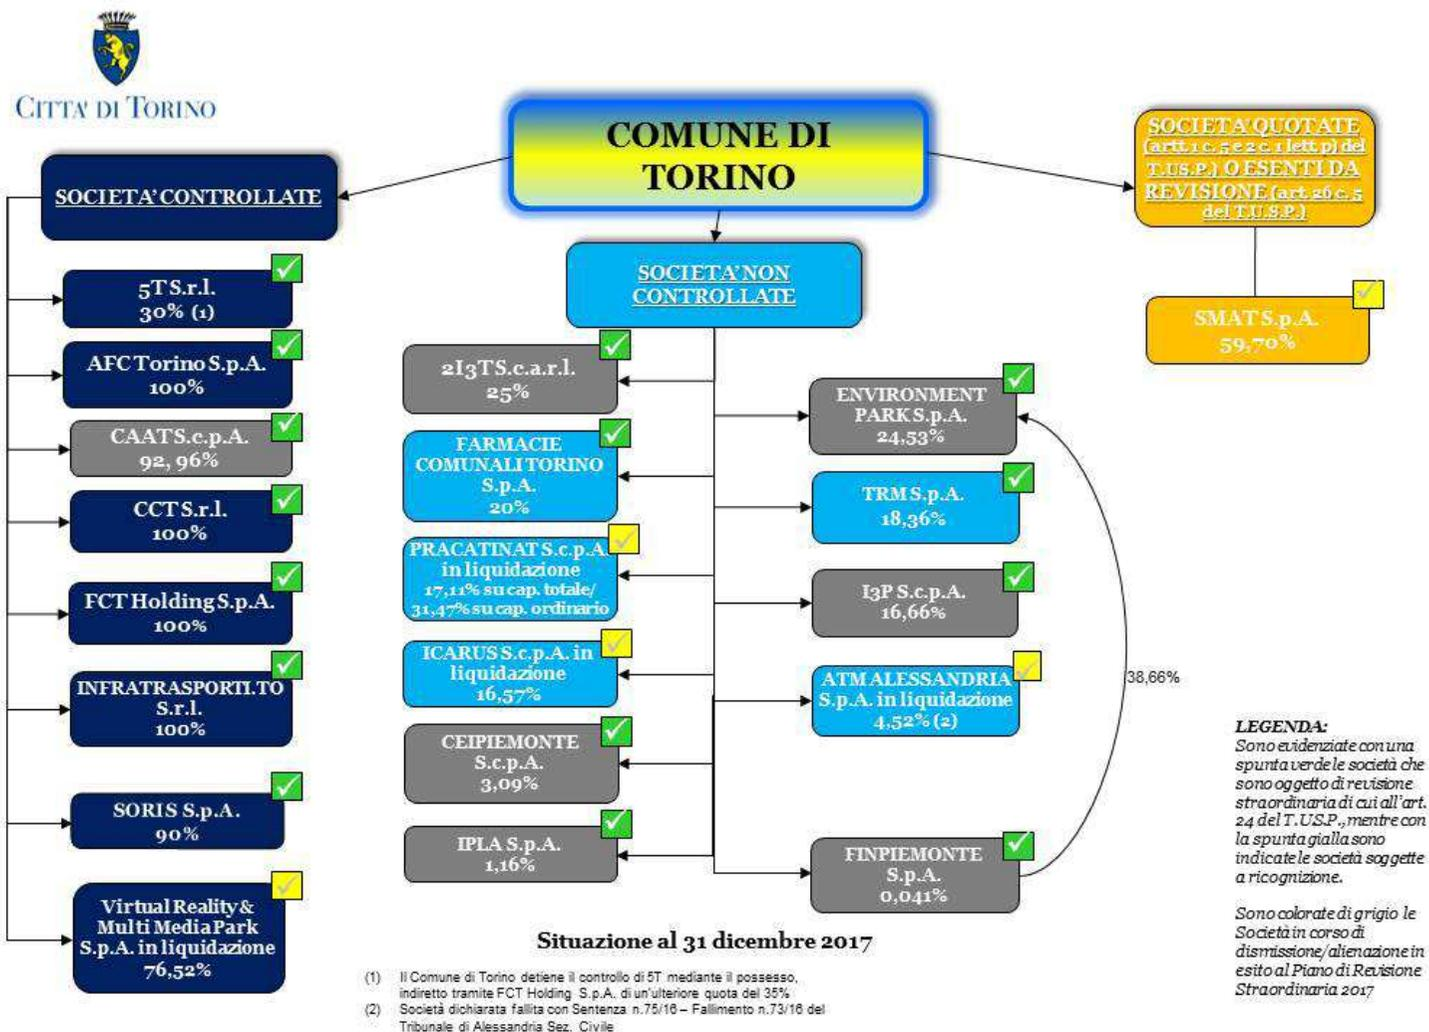 CITTA' DI TORINO
COMUNE DI
TORINO
SOCIETA' CONTROLLATE
5T S.r.l.
30% (1)
AFC Torino S.p.A.
100%
CAAT S.c.p.A.
92, 96%
CCT S.r.l.
100%
FCT Holding S.p.A.
100%
INFRATRASPORTI.TO
S.r.l.
100%
SORIS S.p.A.
90%
Virtual Reality &
Multi Media Park
S.p.A. in liquidazione
76,52%
SOCIETA' NON
CONTROLLATE
2I3T S.c.a.r.l.
25%
FARMACIE
COMUNALI TORINO
S.p.A.
20%
PRACATINAT S.c.p.A.
in liquidazione
17,11% su cap. totale/
31,47% su cap. ordinario
ICARUS S.c.p.A. in
liquidazione
16,57%
CEIPIEMONTE
S.c.p.A.
3,09%
IPLA S.p.A.
1,16%
ENVIRONMENT
PARK S.p.A.
24,53%
TRM S.p.A.
18,36%
I3P S.c.p.A.
16,66%
ATM ALESSANDRIA
S.p.A. in liquidazione
4,52% (2)
FINPIEMONTE
S.p.A.
0,041%
38,66%
SOCIETA' QUOTATE
(artt. 1 c. 5 e 2 c. 1 lett. p) del
T.US.P.) O ESENTI DA
REVISIONE (art. 26 c. 5
del T.U.S.P.)
SMAT S.p.A.
59,70%
LEGENDA:
Sono evidenziate con una
spunta verde le società che
sono oggetto di revisione
straordinaria di cui all'art.
24 del T. U.S.P., mentre con
la spunta gialla sono
indicate le società soggette
a ricognizione.
Sono colorate di grigio le
Società in corso di
dismissione/alienazione in
esito al Piano di Revisione
Straordinaria 2017
Situazione al 31 dicembre 2017
(1) Il Comune di Torino detiene il controllo di 5T mediante il possesso,
indiretto tramite FCT Holding S.p.A. di un'ulteriore quota del 35%
(2) Società dichiarata fallita con Sentenza n.75/16 – Fallimento n.73/16 del
Tribunale di Alessandria Sez. Civile